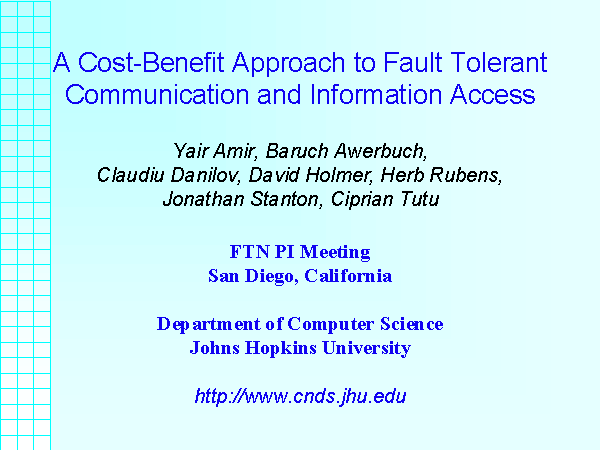 A Cost-Benefit Approach to Fault Tolerant
Communication and Information Access
Yair Amir, Baruch Awerbuch,
Claudiu Danilov, David Holmer, Herb Rubens,
Jonathan Stanton, Ciprian Tutu
FTN PI Meeting
San Diego, California
Department of Computer Science
Johns Hopkins University
http://www.cnds.jhu.edu